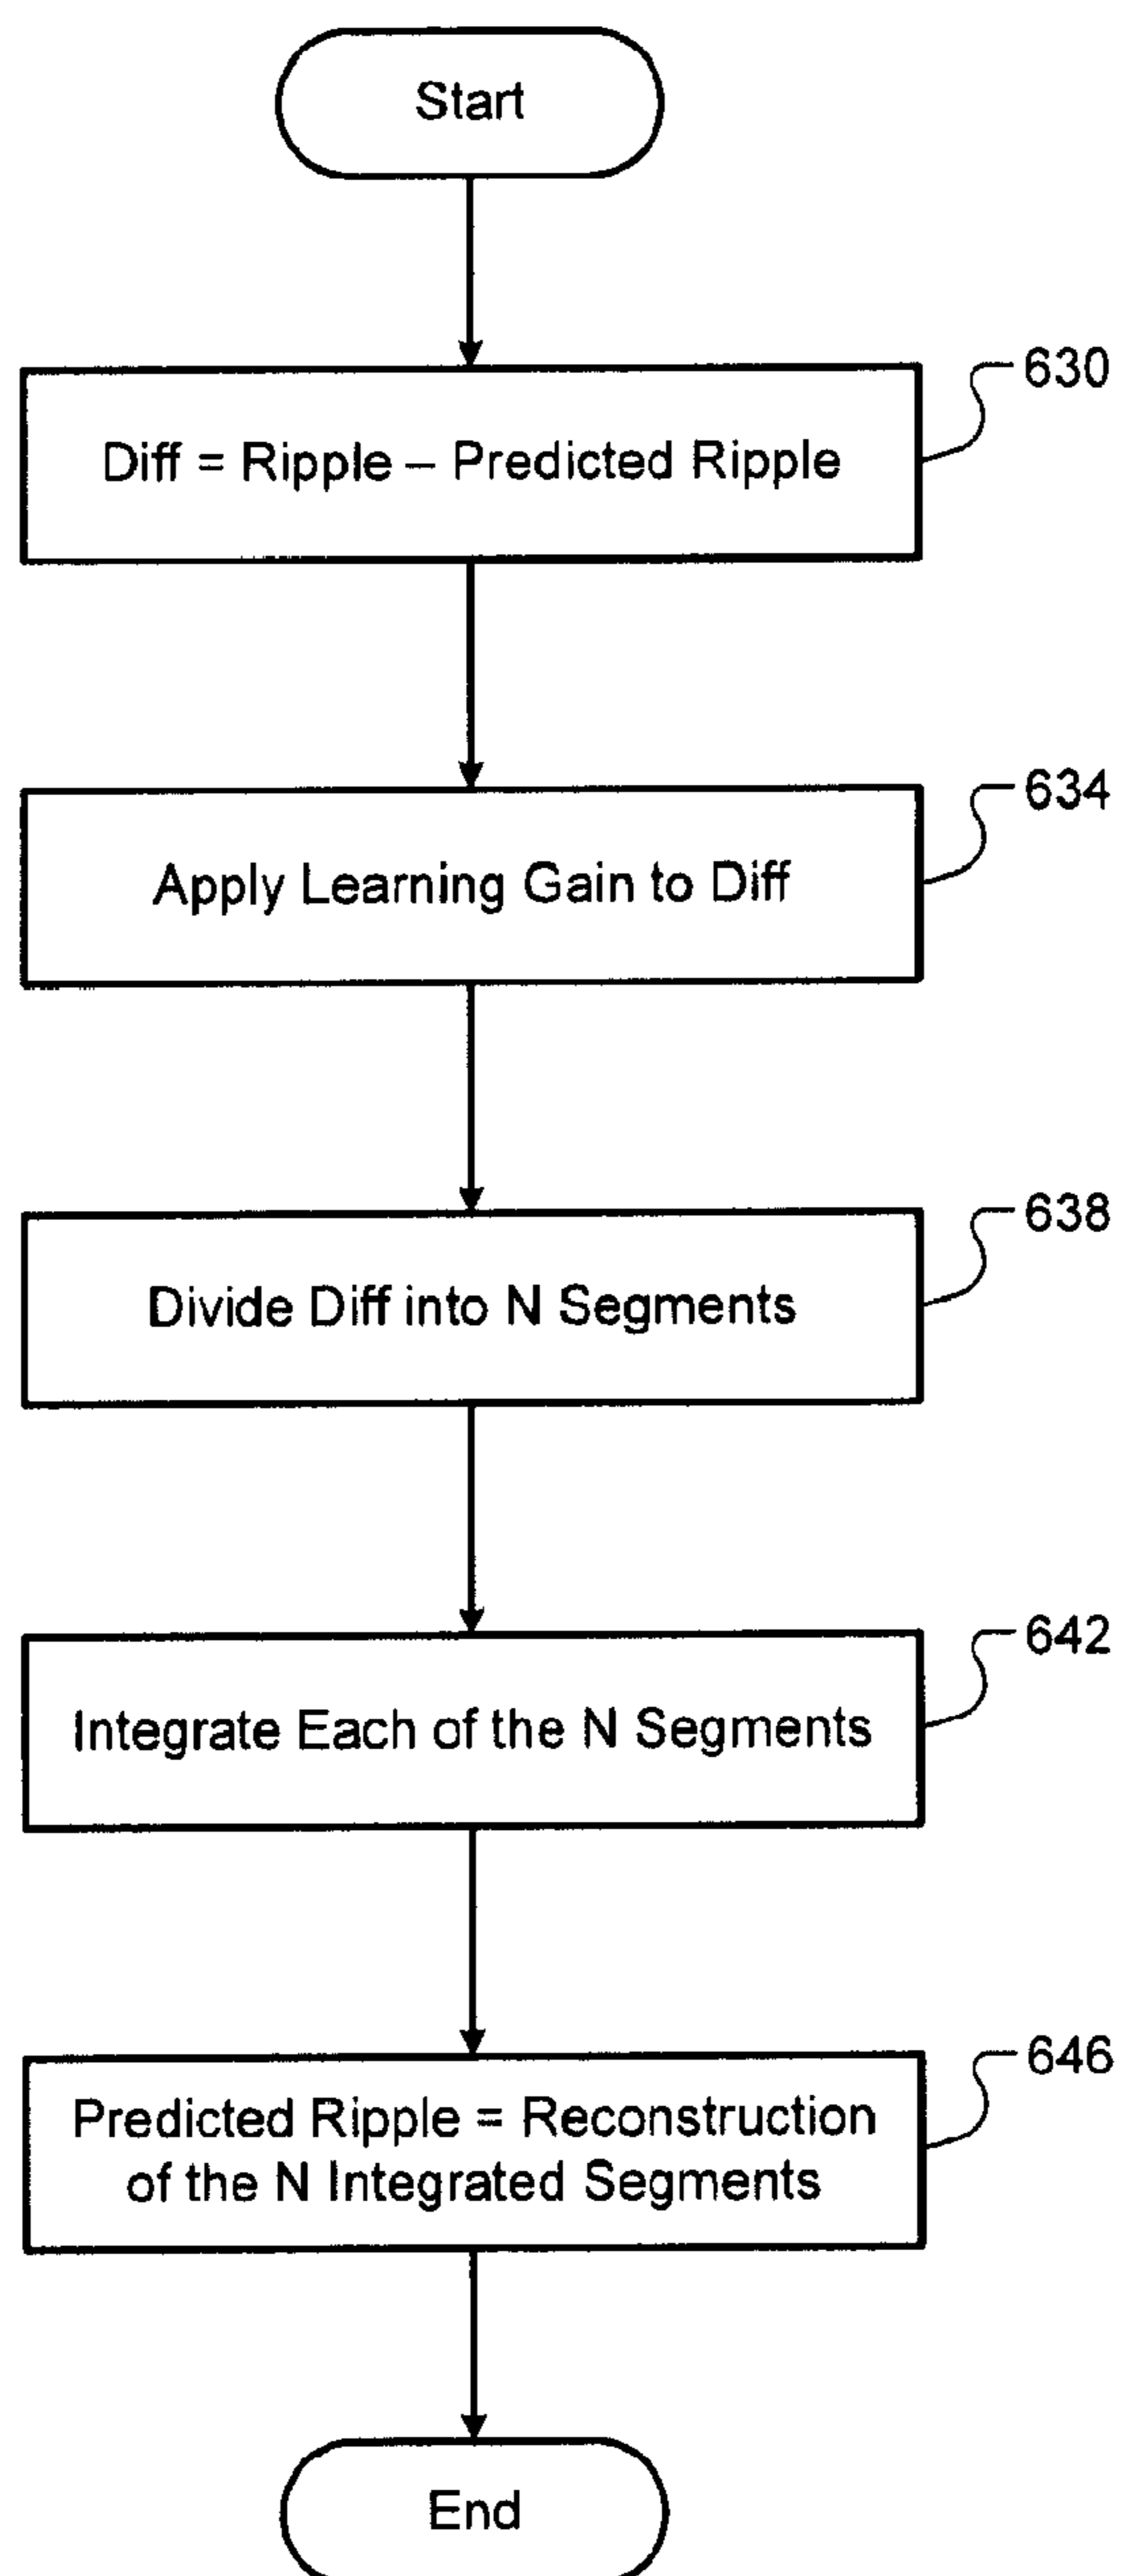 Start
630
Diff = Ripple – Predicted Ripple
634
Apply Learning Gain to Diff
638
Divide Diff into N Segments
642
Integrate Each of the N Segments
646
Predicted Ripple = Reconstruction
of the N Integrated Segments
End